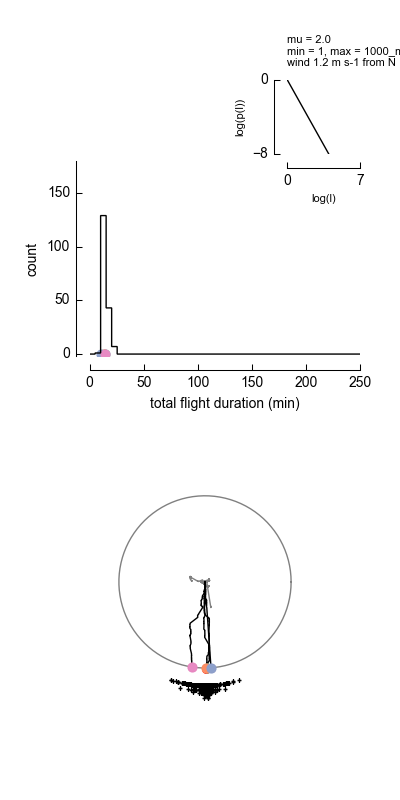 mu = 2.0
min = 1, max = 1000_m
wind 1.2 m s-1 from N
0
log(p(l))
−8
0
7
log(l)
150
100
50
0
count
0
50
100
150
200
250
total flight duration (min)